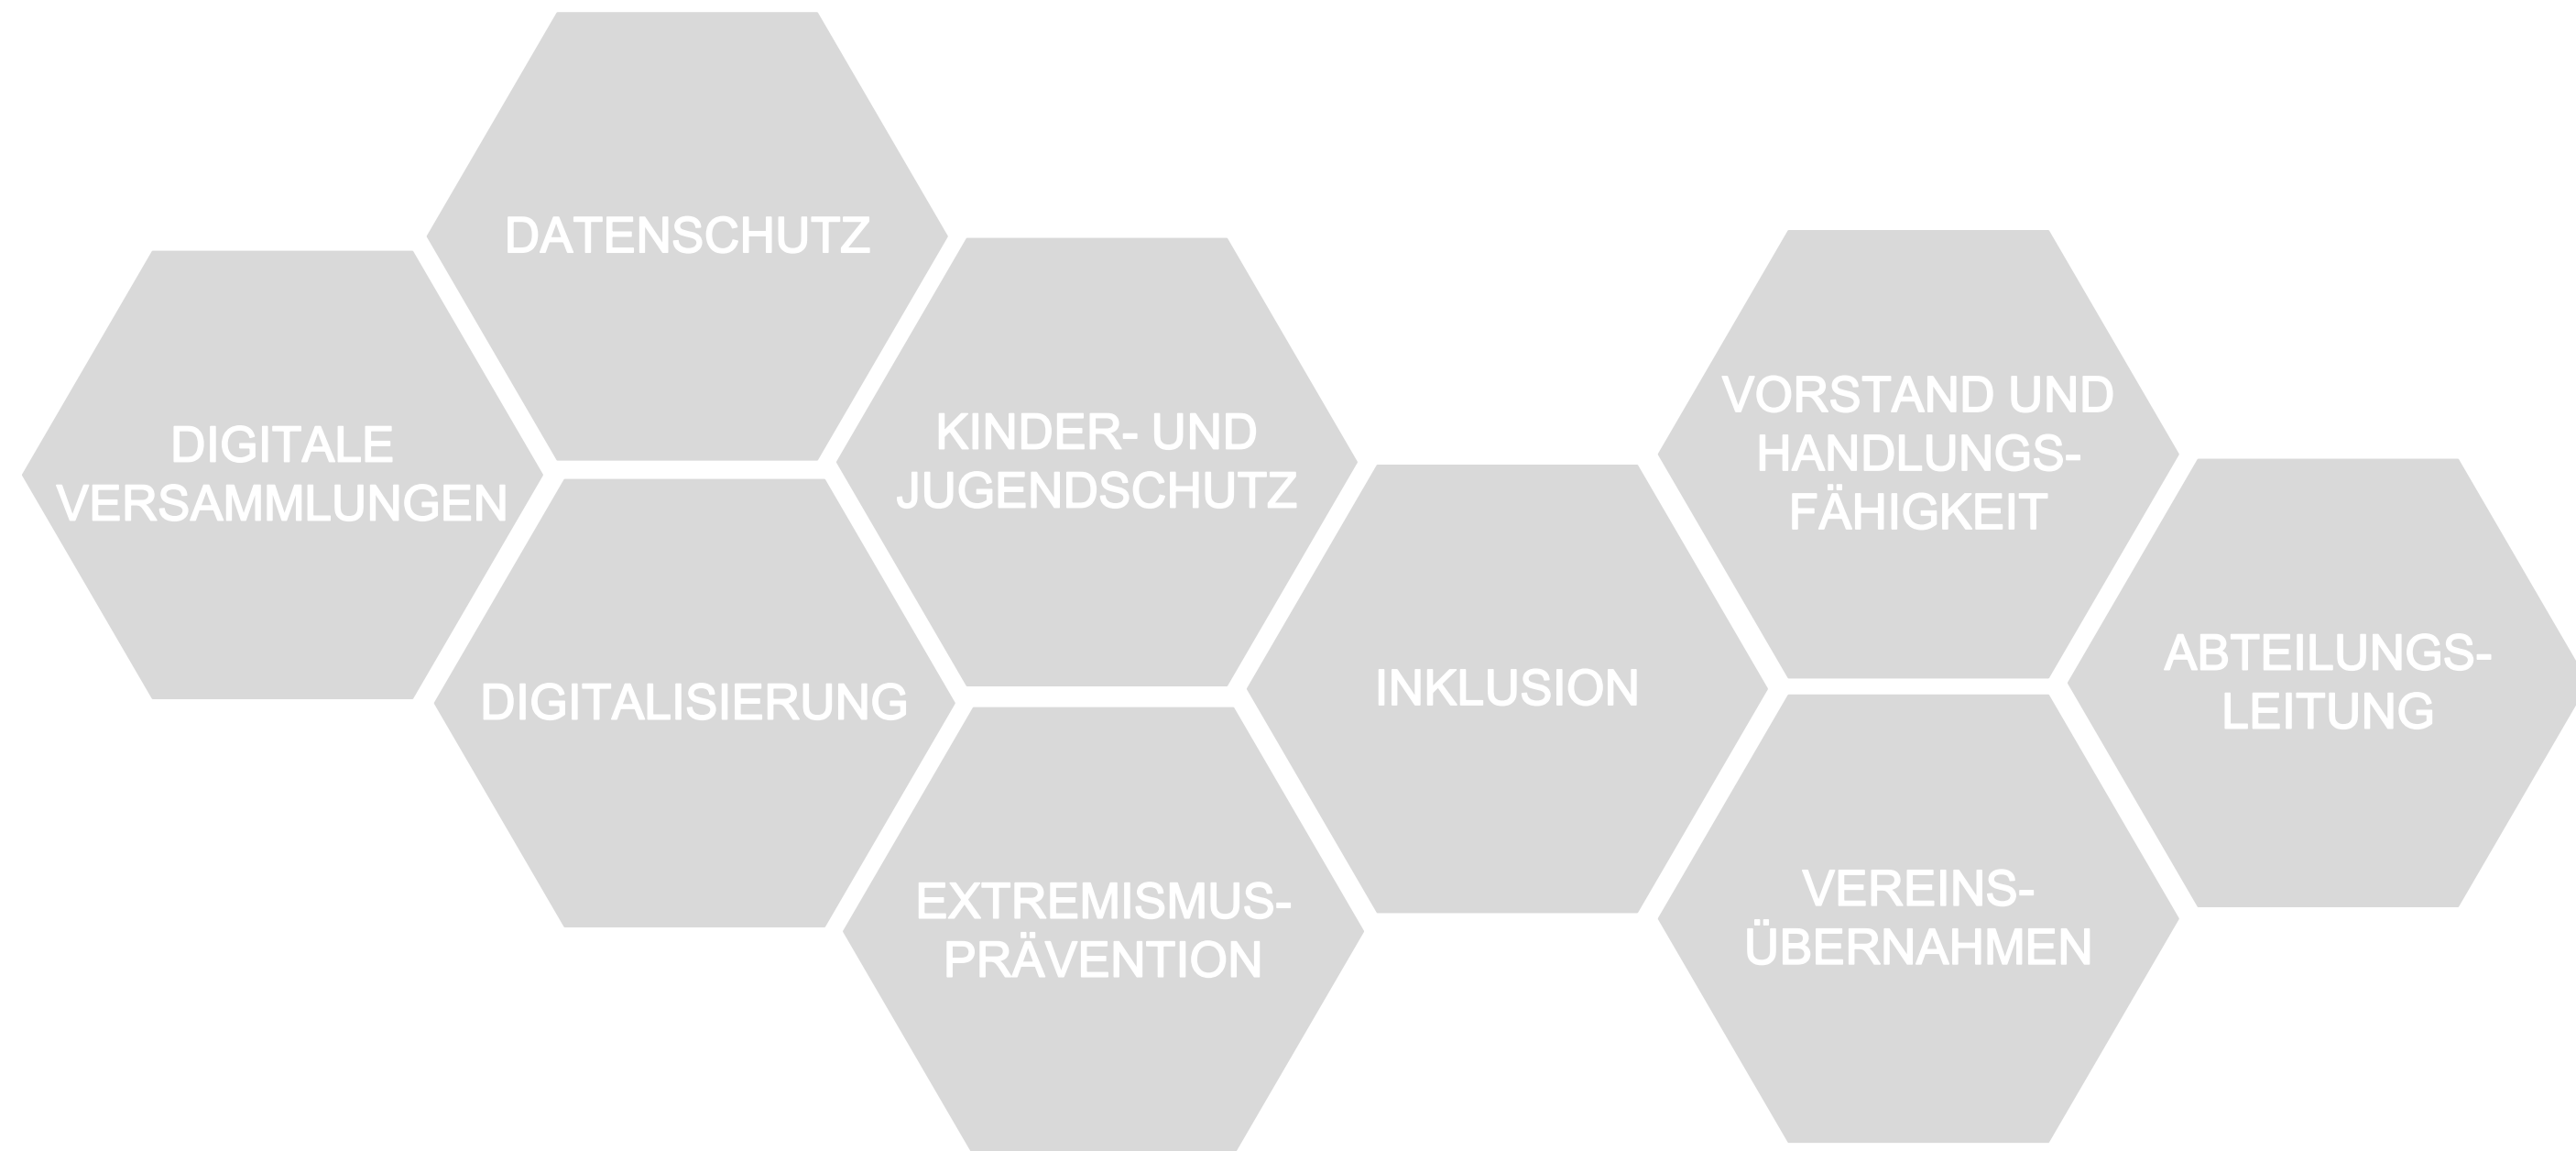 DATENSCHUTZ
DIGITALE
VERSAMMLUNGEN
KINDER- UND
JUGENDSCHUTZ
VORSTAND UND
HANDLUNGS-
FÄHIGKEIT
DIGITALISIERUNG
INKLUSION
ABTEILUNGS-
LEITUNG
EXTREMISMUS-
PRÄVENTION
VEREINS-
ÜBERNAHMEN